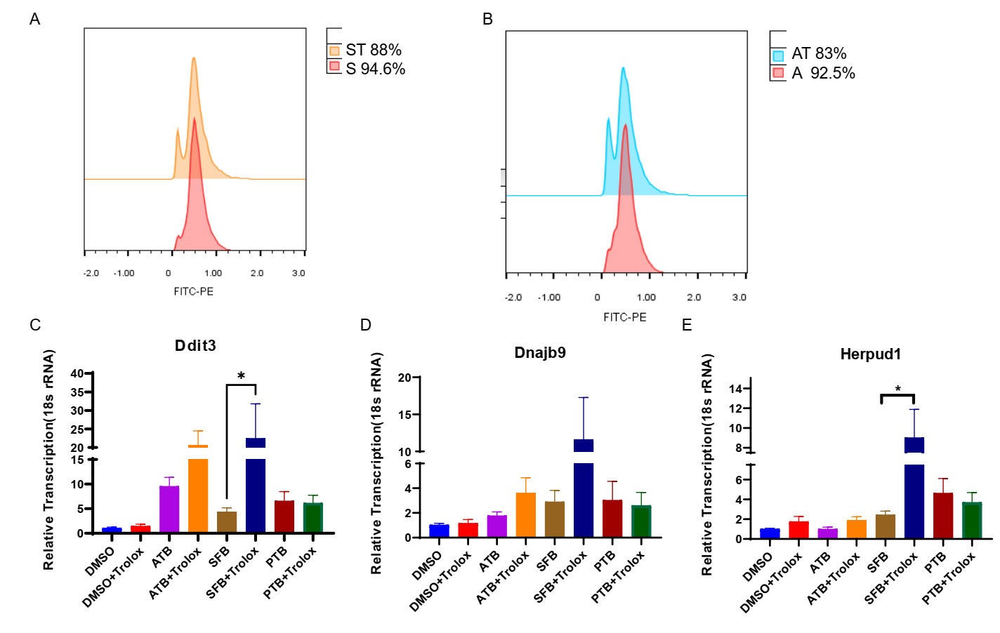 A
ST 88%
S 94.6%
-2.0 -1.00 0 1.00 2.0 3.0
FITC-PE
B
AT 83%
A 92.5%
-2.0 -1.00 0 1.00 2.0 3.0
FITC-PE
C
Ddit3
Relative Transcription(18s rRNA)
40
35
30
25
20
15
10
5
0
*
DMSO
DMSO+Trolox
ATB
ATB+Trolox
SFB
SFB+Trolox
PTB
PTB+Trolox
D
Dnajb9
Relative Transcription(18s rRNA)
20
15
10
6
4
2
0
DMSO
DMSO+Trolox
ATB
ATB+Trolox
SFB
SFB+Trolox
PTB
PTB+Trolox
E
Herpud1
Relative Transcription(18s rRNA)
14
12
10
8
6
4
2
0
*
DMSO
DMSO+Trolox
ATB
ATB+Trolox
SFB
SFB+Trolox
PTB
PTB+Trolox